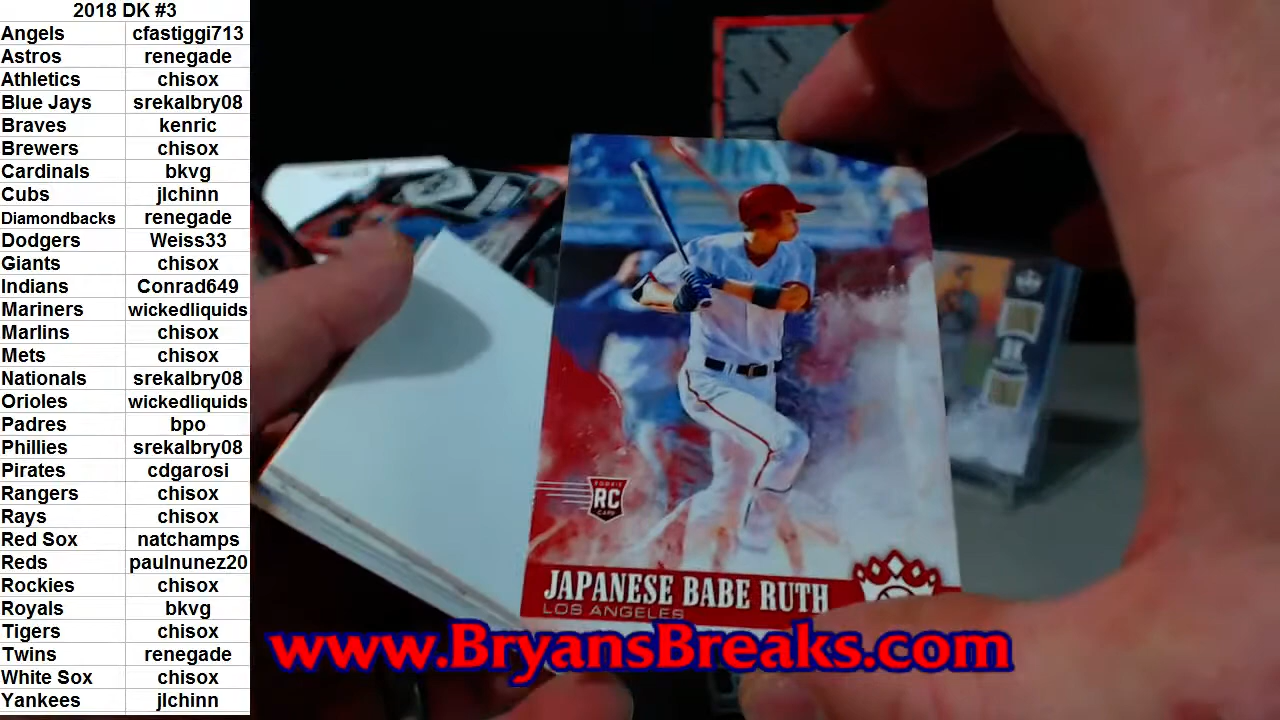 2018 DK #3
Angels cfastiggi713
Astros renegade
Athletics chisox
Blue Jays srekalbry08
Braves kenric
Brewers chisox
Cardinals bkvg
Cubs jlchinn
Diamondbacks renegade
Dodgers Weiss33
Giants chisox
Indians Conrad649
Mariners wickedliquids
Marlins chisox
Mets chisox
Nationals srekalbry08
Orioles wickedliquids
Padres bpo
Phillies srekalbry08
Pirates cdgarosi
Rangers chisox
Rays chisox
Red Sox natchamps
Reds paulnunez20
Rockies chisox
Royals bkvg
Tigers chisox
Twins renegade
White Sox chisox
Yankees jlchinn
ROOKIE
RC
CARD
JAPANESE BABE RUTH
LOS ANGELES
www.BryansBreaks.com